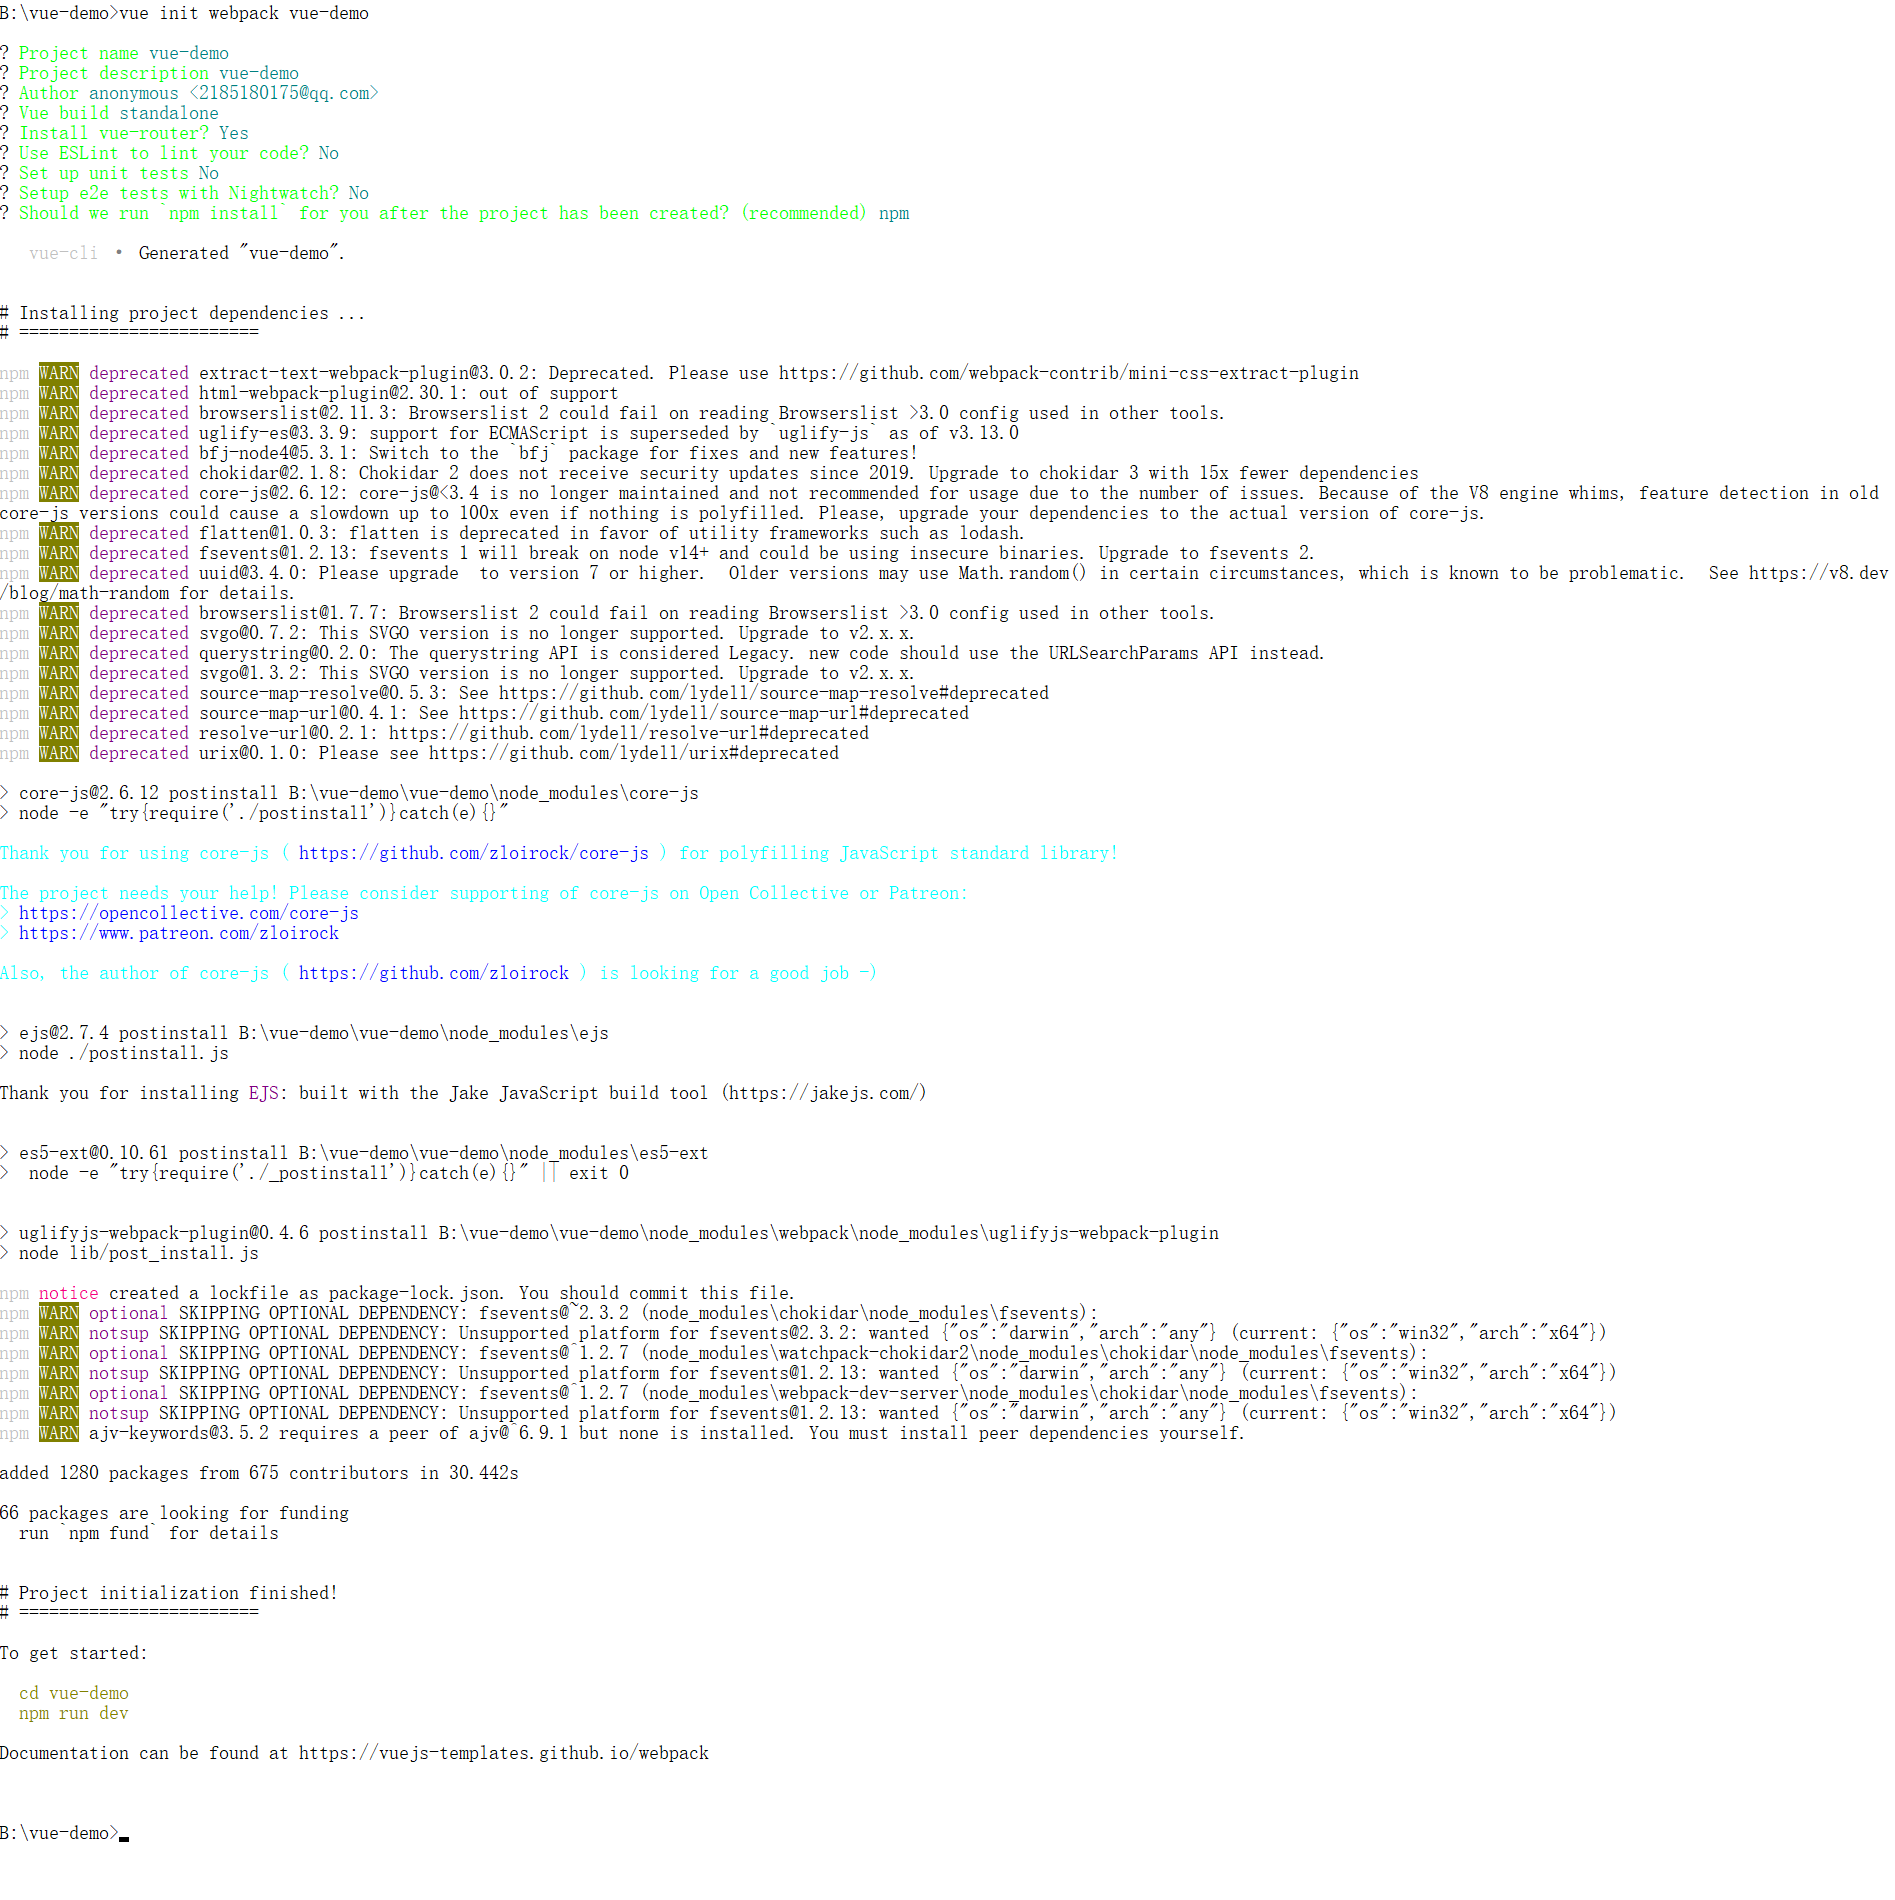 B:\vue-demo>vue init webpack vue-demo
? Project name vue-demo
? Project description vue-demo
? Author anonymous <2185180175@qq.com>
? Vue build standalone
? Install vue-router? Yes
? Use ESLint to lint your code? No
? Set up unit tests No
? Setup e2e tests with Nightwatch? No
? Should we run `npm install` for you after the project has been created? (recommended) npm
vue-cli · Generated "vue-demo".
# Installing project dependencies ...
# ========================
npm WARN deprecated extract-text-webpack-plugin@3.0.2: Deprecated. Please use https://github.com/webpack-contrib/mini-css-extract-plugin
npm WARN deprecated html-webpack-plugin@2.30.1: out of support
npm WARN deprecated browserslist@2.11.3: Browserslist 2 could fail on reading Browserslist >3.0 config used in other tools.
npm WARN deprecated uglify-es@3.3.9: support for ECMAScript is superseded by `uglify-js` as of v3.13.0
npm WARN deprecated bfj-node4@5.3.1: Switch to the `bfj` package for fixes and new features!
npm WARN deprecated chokidar@2.1.8: Chokidar 2 does not receive security updates since 2019. Upgrade to chokidar 3 with 15x fewer dependencies
npm WARN deprecated core-js@2.6.12: core-js@<3.4 is no longer maintained and not recommended for usage due to the number of issues. Because of the V8 engine whims, feature detection in old
core-js versions could cause a slowdown up to 100x even if nothing is polyfilled. Please, upgrade your dependencies to the actual version of core-js.
npm WARN deprecated flatten@1.0.3: flatten is deprecated in favor of utility frameworks such as lodash.
npm WARN deprecated fsevents@1.2.13: fsevents 1 will break on node v14+ and could be using insecure binaries. Upgrade to fsevents 2.
npm WARN deprecated uuid@3.4.0: Please upgrade  to version 7 or higher.  Older versions may use Math.random() in certain circumstances, which is known to be problematic.  See https://v8.dev
/blog/math-random for details.
npm WARN deprecated browserslist@1.7.7: Browserslist 2 could fail on reading Browserslist >3.0 config used in other tools.
npm WARN deprecated svgo@0.7.2: This SVGO version is no longer supported. Upgrade to v2.x.x.
npm WARN deprecated querystring@0.2.0: The querystring API is considered Legacy. new code should use the URLSearchParams API instead.
npm WARN deprecated svgo@1.3.2: This SVGO version is no longer supported. Upgrade to v2.x.x.
npm WARN deprecated source-map-resolve@0.5.3: See https://github.com/lydell/source-map-resolve#deprecated
npm WARN deprecated source-map-url@0.4.1: See https://github.com/lydell/source-map-url#deprecated
npm WARN deprecated resolve-url@0.2.1: https://github.com/lydell/resolve-url#deprecated
npm WARN deprecated urix@0.1.0: Please see https://github.com/lydell/urix#deprecated
> core-js@2.6.12 postinstall B:\vue-demo\vue-demo\node_modules\core-js
> node -e "try{require('./postinstall')}catch(e){}"
Thank you for using core-js ( https://github.com/zloirock/core-js ) for polyfilling JavaScript standard library!
The project needs your help! Please consider supporting of core-js on Open Collective or Patreon:
> https://opencollective.com/core-js
> https://www.patreon.com/zloirock
Also, the author of core-js ( https://github.com/zloirock ) is looking for a good job -)
> ejs@2.7.4 postinstall B:\vue-demo\vue-demo\node_modules\ejs
> node ./postinstall.js
Thank you for installing EJS: built with the Jake JavaScript build tool (https://jakejs.com/)
> es5-ext@0.10.61 postinstall B:\vue-demo\vue-demo\node_modules\es5-ext
>  node -e "try{require('./_postinstall')}catch(e){}" || exit 0
> uglifyjs-webpack-plugin@0.4.6 postinstall B:\vue-demo\vue-demo\node_modules\webpack\node_modules\uglifyjs-webpack-plugin
> node lib/post_install.js
npm notice created a lockfile as package-lock.json. You should commit this file.
npm WARN optional SKIPPING OPTIONAL DEPENDENCY: fsevents@~2.3.2 (node_modules\chokidar\node_modules\fsevents):
npm WARN notsup SKIPPING OPTIONAL DEPENDENCY: Unsupported platform for fsevents@2.3.2: wanted {"os":"darwin","arch":"any"} (current: {"os":"win32","arch":"x64"})
npm WARN optional SKIPPING OPTIONAL DEPENDENCY: fsevents@^1.2.7 (node_modules\watchpack-chokidar2\node_modules\chokidar\node_modules\fsevents):
npm WARN notsup SKIPPING OPTIONAL DEPENDENCY: Unsupported platform for fsevents@1.2.13: wanted {"os":"darwin","arch":"any"} (current: {"os":"win32","arch":"x64"})
npm WARN optional SKIPPING OPTIONAL DEPENDENCY: fsevents@^1.2.7 (node_modules\webpack-dev-server\node_modules\chokidar\node_modules\fsevents):
npm WARN notsup SKIPPING OPTIONAL DEPENDENCY: Unsupported platform for fsevents@1.2.13: wanted {"os":"darwin","arch":"any"} (current: {"os":"win32","arch":"x64"})
npm WARN ajv-keywords@3.5.2 requires a peer of ajv@^6.9.1 but none is installed. You must install peer dependencies yourself.
added 1280 packages from 675 contributors in 30.442s
66 packages are looking for funding
run `npm fund` for details
# Project initialization finished!
# ========================
To get started:
cd vue-demo
npm run dev
Documentation can be found at https://vuejs-templates.github.io/webpack
B:\vue-demo>